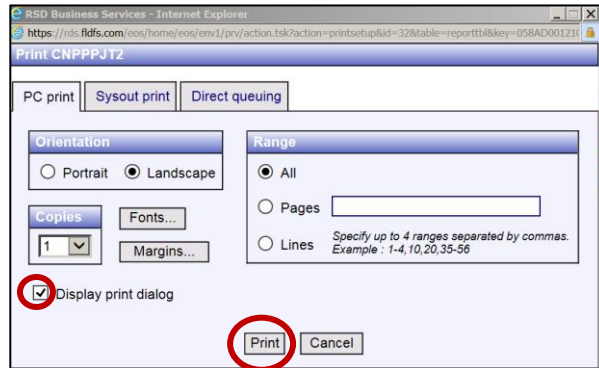 RSD Business Services - Internet Explorer
https://rds.fldfs.com/eos/home/eos/env1/prv/action.tsk?action=printsetup&id=32&table=reporttbl&key=058AD001210
Print CNPPPJT2
PC print Sysout print Direct queuing
Orientation
Portrait Landscape
Copies
1
Fonts...
Margins...
Range
All
Pages
Lines
Specify up to 4 ranges separated by commas.
Example : 1-4,10,20,35-56
Display print dialog
Print Cancel